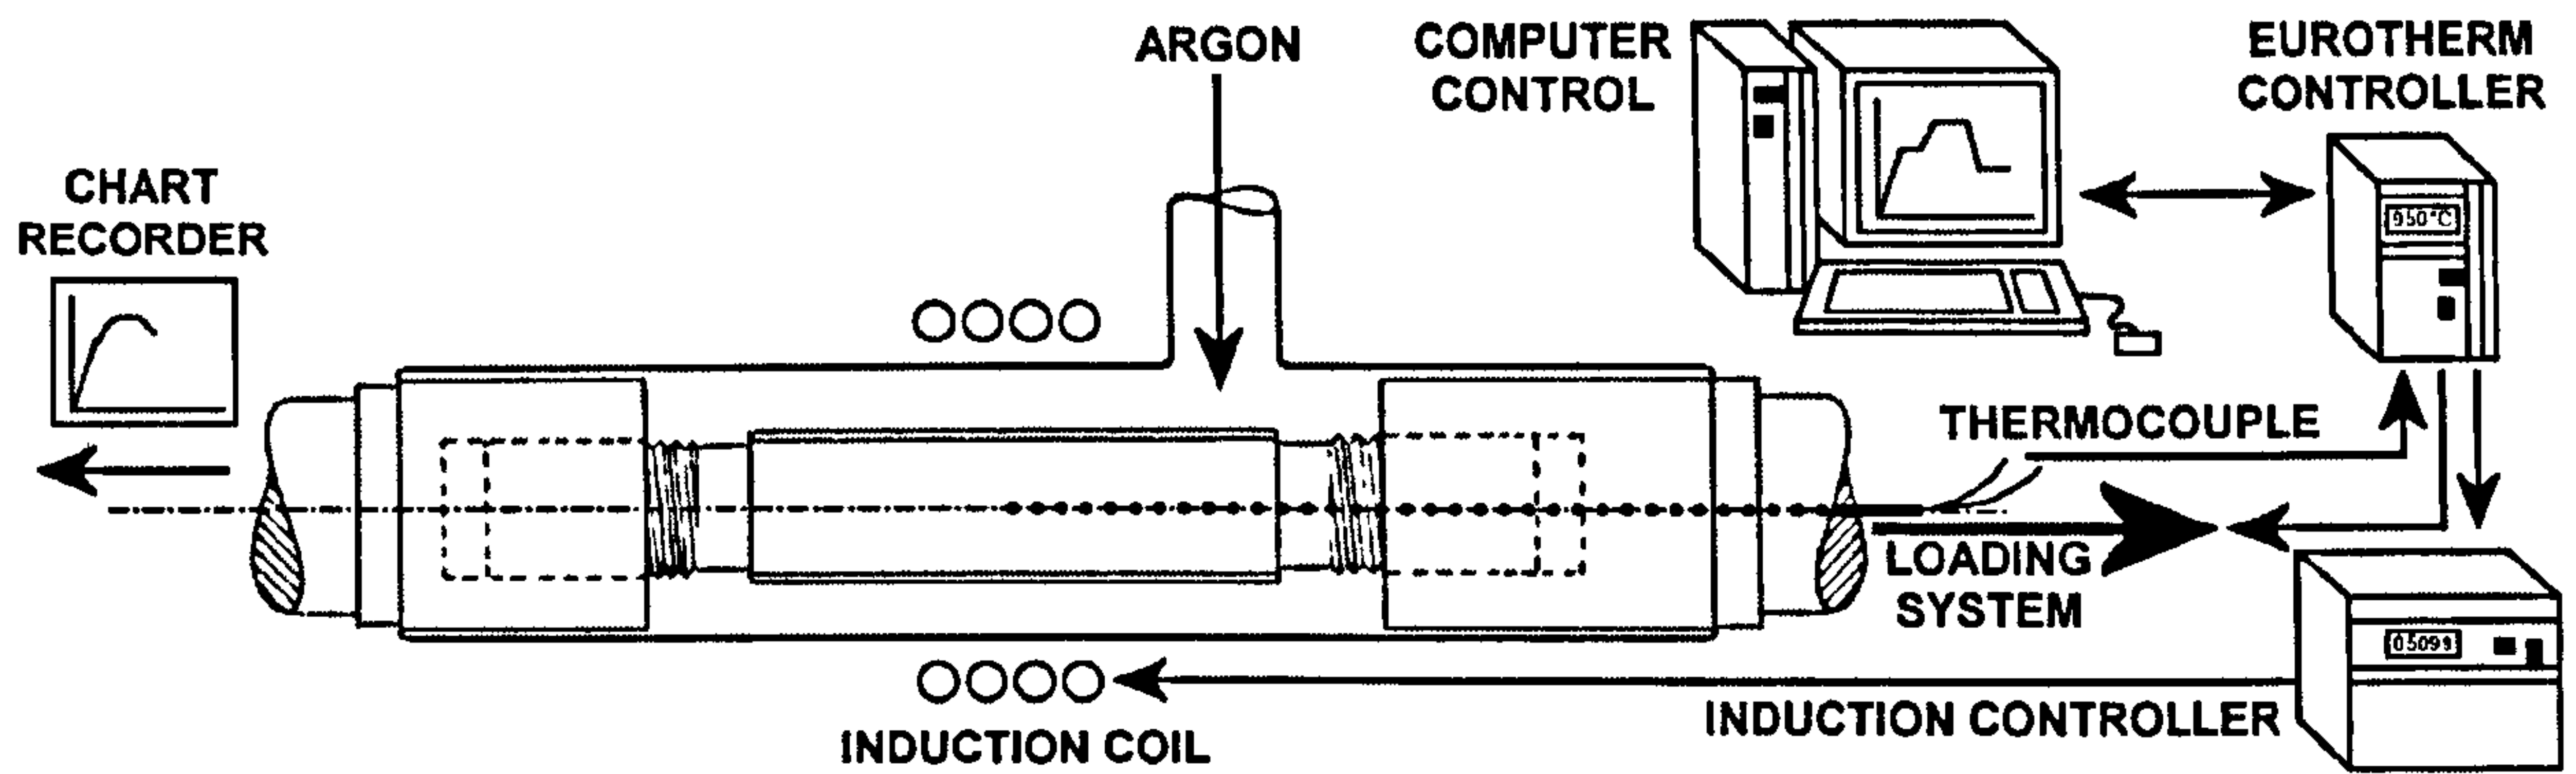 ARGON
COMPUTER
CONTROL
EUROTHERM
CONTROLLER
CHART
RECORDER
950°C
THERMOCOUPLE
LOADING
SYSTEM
05099
INDUCTION CONTROLLER
INDUCTION COIL